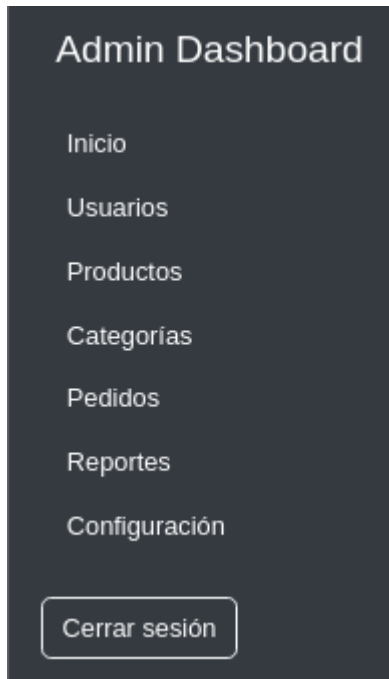 Admin Dashboard
Inicio
Usuarios
Productos
Categorías
Pedidos
Reportes
Configuración
Cerrar sesión